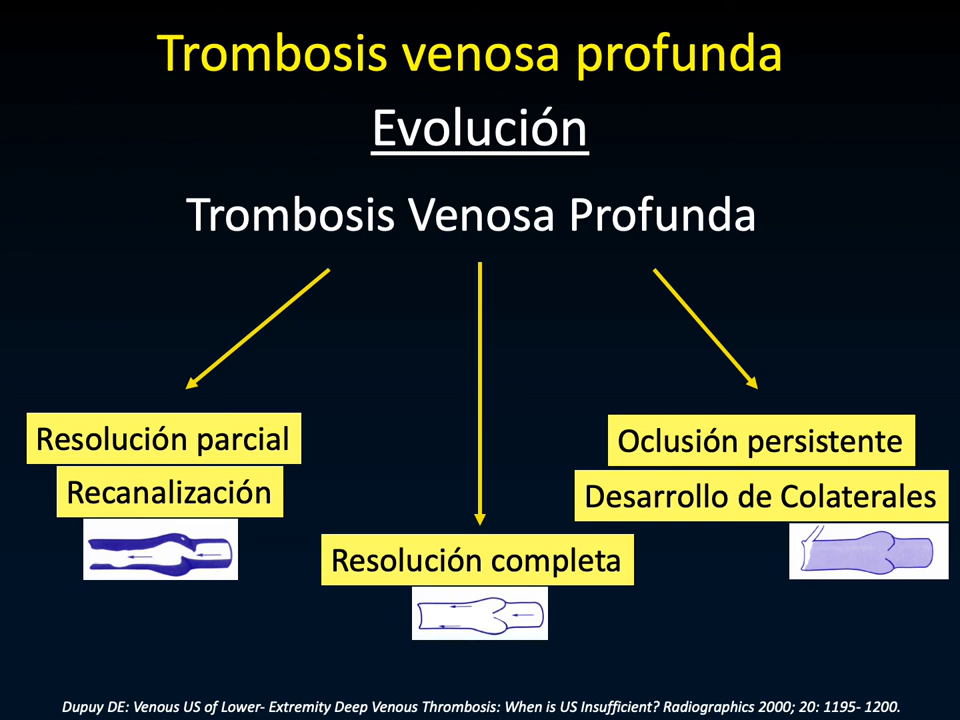 Trombosis venosa profunda
Evolución
Trombosis Venosa Profunda
Resolución parcial
Recanalización
Resolución completa
Oclusión persistente
Desarrollo de Colaterales
Dupuy DE: Venous US of Lower- Extremity Deep Venous Thrombosis: When is US Insufficient? Radiographics 2000; 20: 1195- 1200.